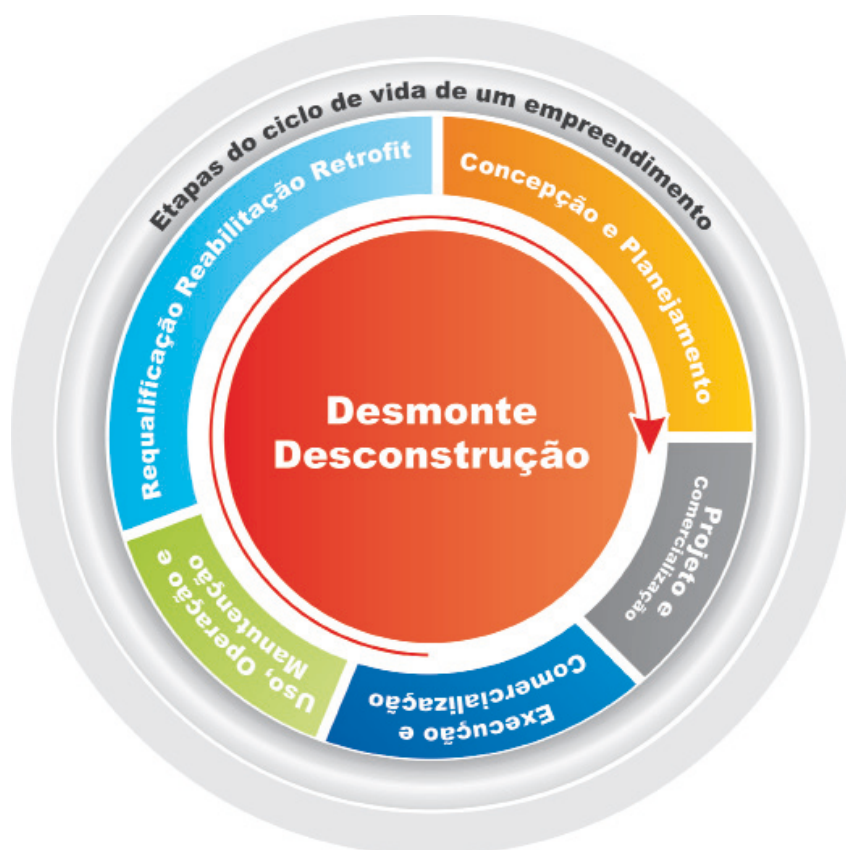 Etapas do ciclo de vida de um empreendimento
Concepção e Planejamento
Projeto e
Comercialização
Execução e
Comercialização
Uso, Operação e
Manutenção
Requalificação Reabilitação Retrofit
Desmonte
Desconstrução